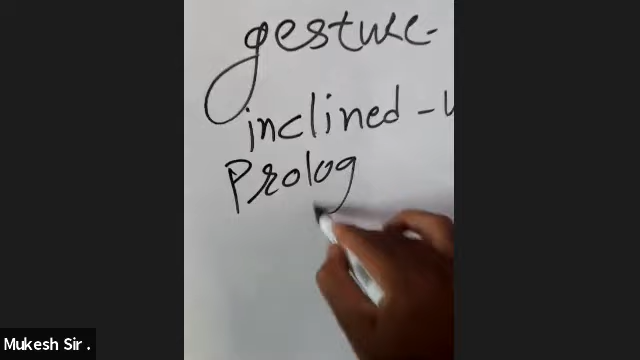 gesture-
inclined -
Prolog
Mukesh Sir .